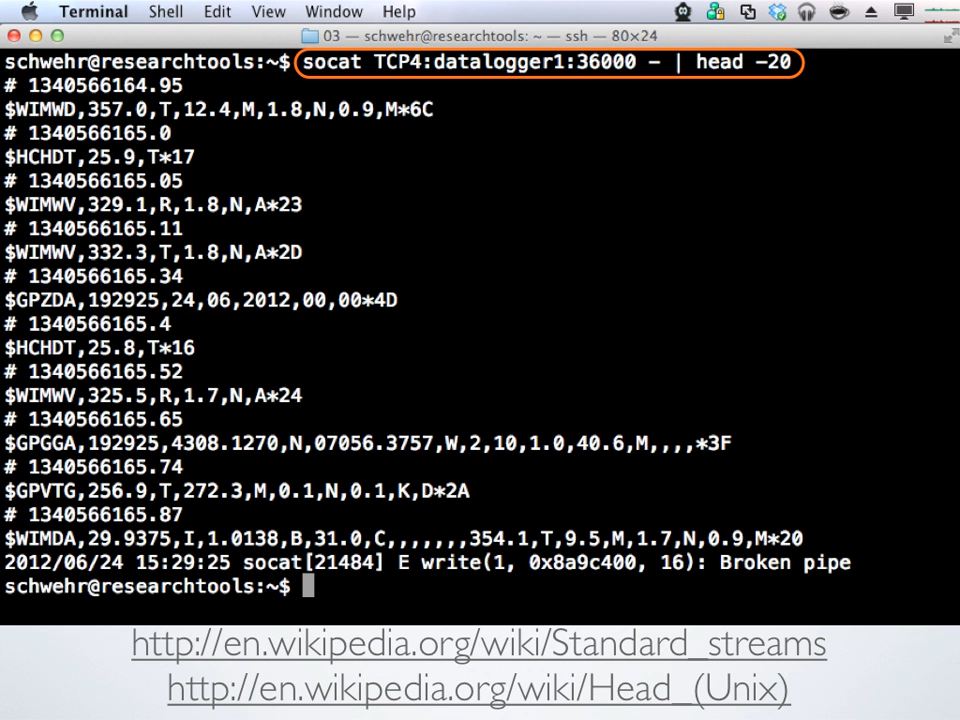 Terminal Shell Edit View Window Help
03 — schwehr@researchtools: ~ — ssh — 80×24
schwehr@researchtools:~$ socat TCP4:datalogger1:36000 - | head -20
# 1340566164.95
$WIMWD,357.0,T,12.4,M,1.8,N,0.9,M*6C
# 1340566165.0
$HCHDT,25.9,T*17
# 1340566165.05
$WIMWV,329.1,R,1.8,N,A*23
# 1340566165.11
$WIMWV,332.3,T,1.8,N,A*2D
# 1340566165.34
$GPZDA,192925,24,06,2012,00,00*4D
# 1340566165.4
$HCHDT,25.8,T*16
# 1340566165.52
$WIMWV,325.5,R,1.7,N,A*24
# 1340566165.65
$GPGGA,192925,4308.1270,N,07056.3757,W,2,10,1.0,40.6,M,,,,*3F
# 1340566165.74
$GPVTG,256.9,T,272.3,M,0.1,N,0.1,K,D*2A
# 1340566165.87
$WIMDA,29.9375,I,1.0138,B,31.0,C,,,,,,,354.1,T,9.5,M,1.7,N,0.9,M*20
2012/06/24 15:29:25 socat[21484] E write(1, 0x8a9c400, 16): Broken pipe
schwehr@researchtools:~$
http://en.wikipedia.org/wiki/Standard_streams
http://en.wikipedia.org/wiki/Head_(Unix)